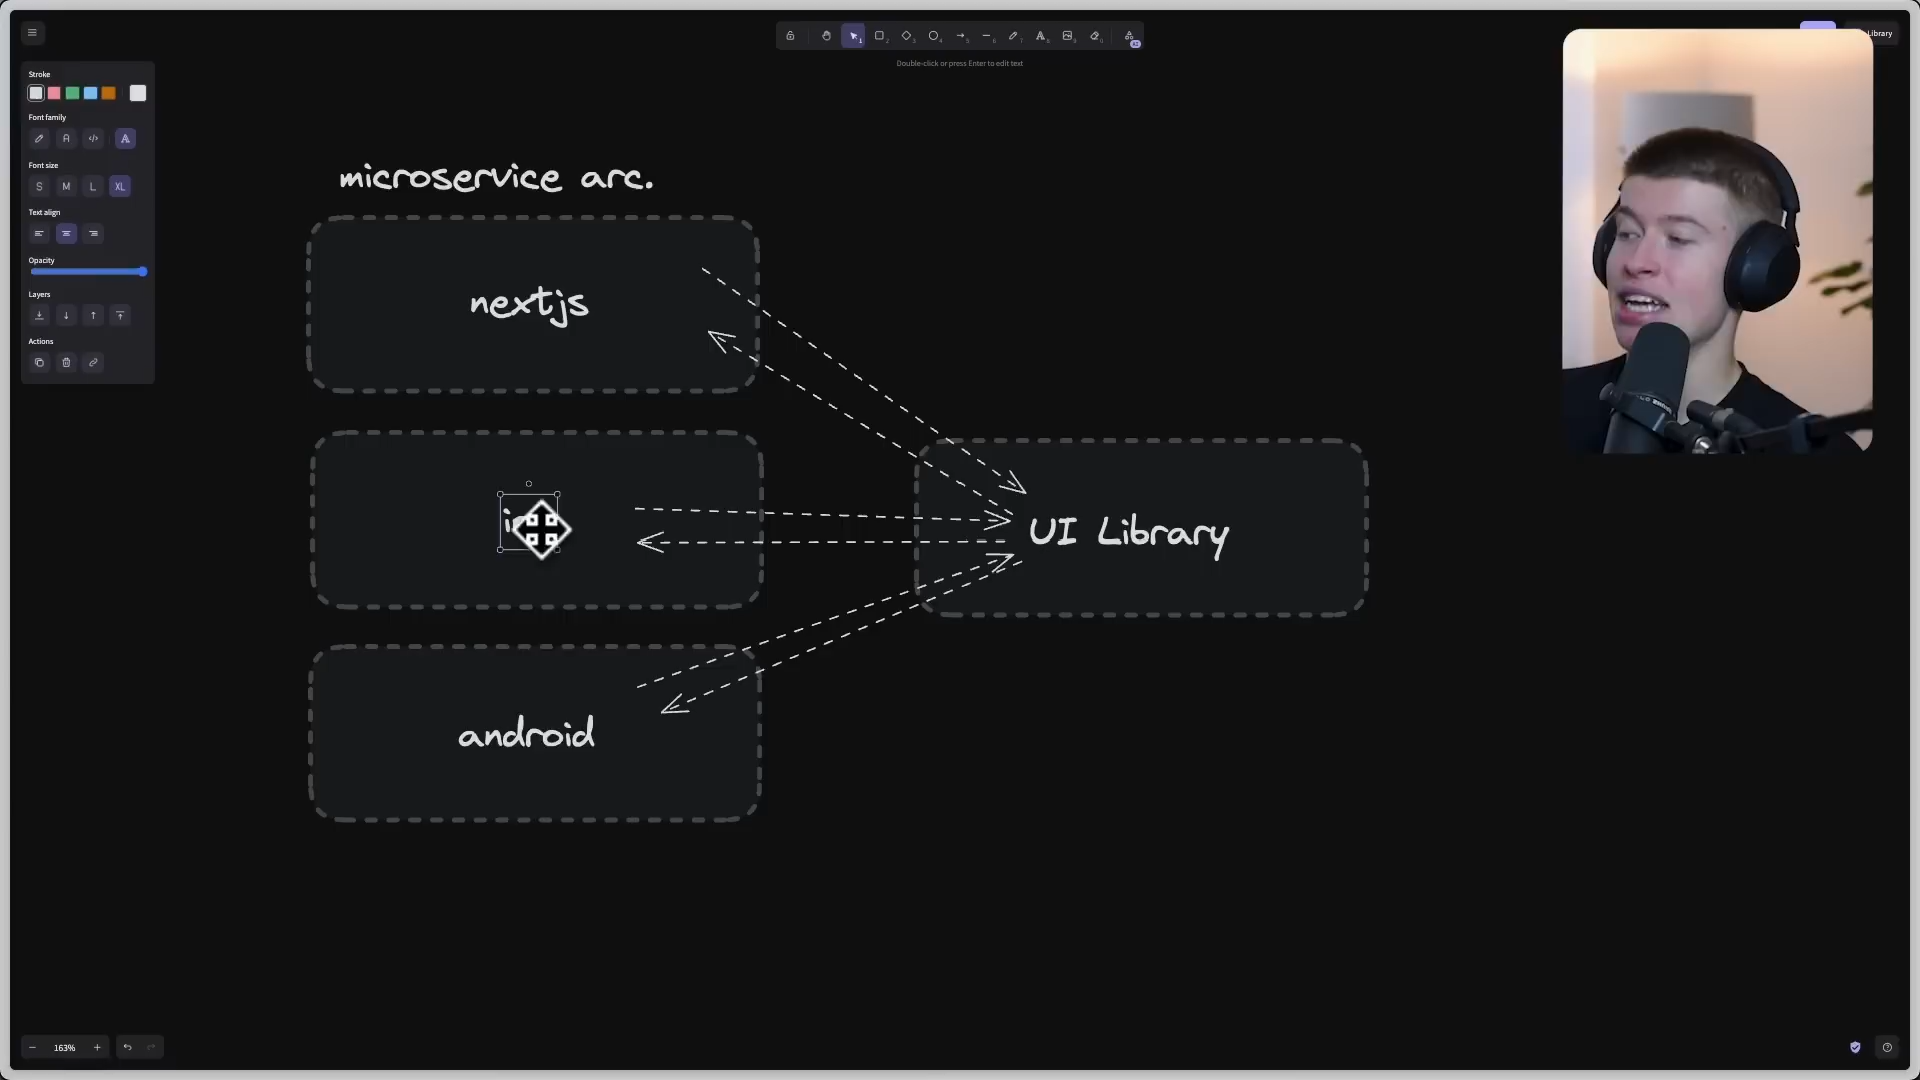 Library
Double-click or press Enter to edit text
Stroke
Font family
Font size
S M L XL
Text align
Opacity
Layers
Actions
microservice arc.
nextjs
UI Library
android
163%